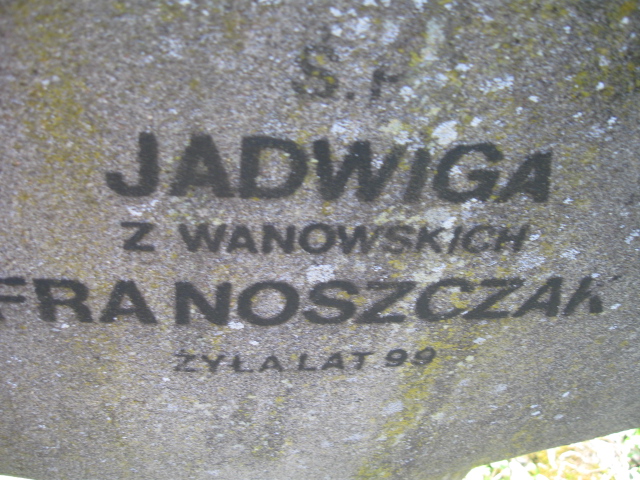 Ś.P
JADWIGA
Z WANOWSKICH
FRANOSZCZAK
ŻYŁA LAT 99